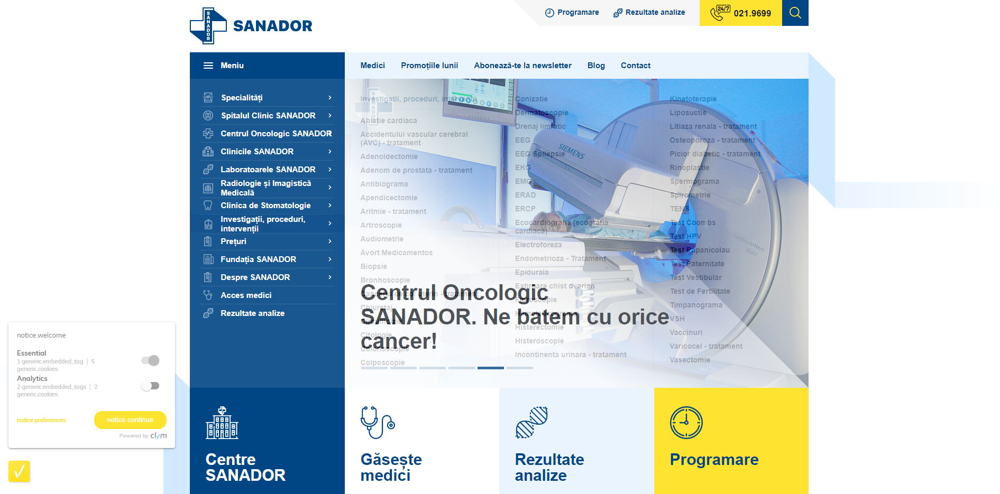 SANADOR
SANADOR
Programare
Rezultate analize
24/7
021.9699
Meniu
Medici
Promoțiile lunii
Abonează-te la newsletter
Blog
Contact
Specialități
Spitalul Clinic SANADOR
Centrul Oncologic SANADOR
Clinicile SANADOR
Laboratoarele SANADOR
Radiologie și Imagistică
Medicală
Clinica de Stomatologie
Investigații, proceduri,
intervenții
Prețuri
Fundația SANADOR
Despre SANADOR
Acces medici
Rezultate analize
Investigatii, proceduri, interventii
Ablatie cardiaca
Accidentului vascular cerebral
(AVC) - tratament
Adenoidectomie
Adenom de prostata - tratament
Antibiograma
Apendicectomie
Aritmie - tratament
Artroscopie
Audiometrie
Avort Medicamentos
Biopsie
Bronhoscopie
Cancerul de col uterin - tratament
Chiuretaj
Circumcizie
Citologie
Colonoscopie
Colposcopie
Conizatie
Dermatoscopie
Drenaj limfatic
EEG
EEG Epilepsie
EKG
EMG
ERAD
ERCP
Ecocardiografia (ecografia
cardiaca)
Electroforeza
Endometrioza - Tratament
Epidurala
Extirpare chist ovarian
Histerectomie
Histeroscopie
Incontinenta urinara - tratament
Kinetoterapie
Liposuctie
Litiaza renala - tratament
Osteoporoza - tratament
Picior diabetic - tratament
Rinoplastie
Spermograma
Spirometrie
TENS
Test Coombs
Test HPV
Test Papanicolau
Test Paternitate
Test Vestibular
Test de Fertilitate
Timpanograma
VSH
Vaccinuri
Varicocel - tratament
Vasectomie
SIEMENS
Symbia Intevo
Bold
Centrul Oncologic
SANADOR. Ne batem cu orice
cancer!
notice.welcome
Essential
1 generic.embedded_tag | 5
generic.cookies
Analytics
2 generic.embedded_tags | 2
generic.cookies
notice.preferences
notice.continue
Powered by clym
Centre
SANADOR
Găsește
medici
Rezultate
analize
Programare